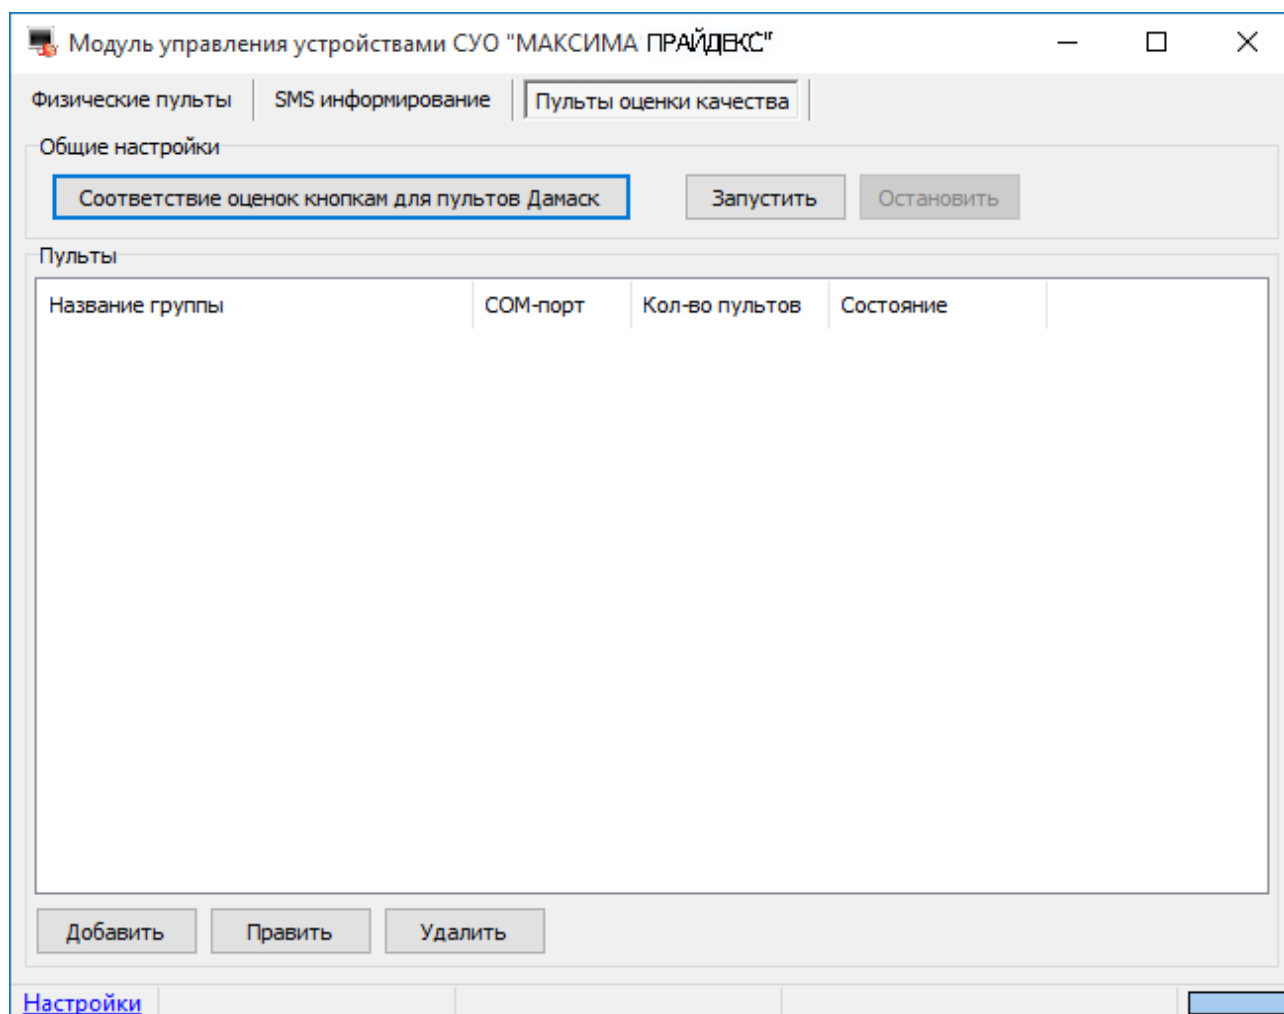 Модуль управления устройствами СУО "МАКСИМА ПРАЙДЕКС"
Физические пульты SMS информирование Пульты оценки качества
Общие настройки
Соответствие оценок кнопкам для пультов Дамаск Запустить Остановить
Пульты
Название группы COM-порт Кол-во пультов Состояние
Добавить Править Удалить
Настройки